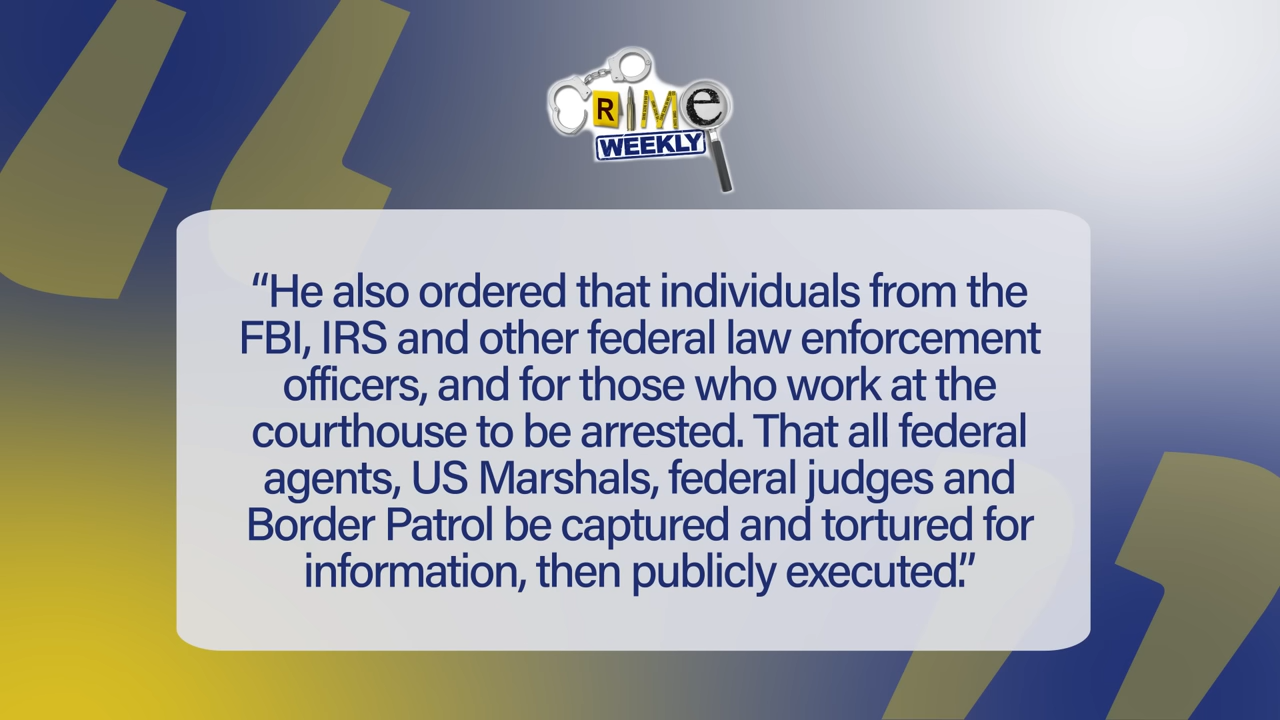 CRIME
WEEKLY
“He also ordered that individuals from the
FBI, IRS and other federal law enforcement
officers, and for those who work at the
courthouse to be arrested. That all federal
agents, US Marshals, federal judges and
Border Patrol be captured and tortured for
information, then publicly executed.”